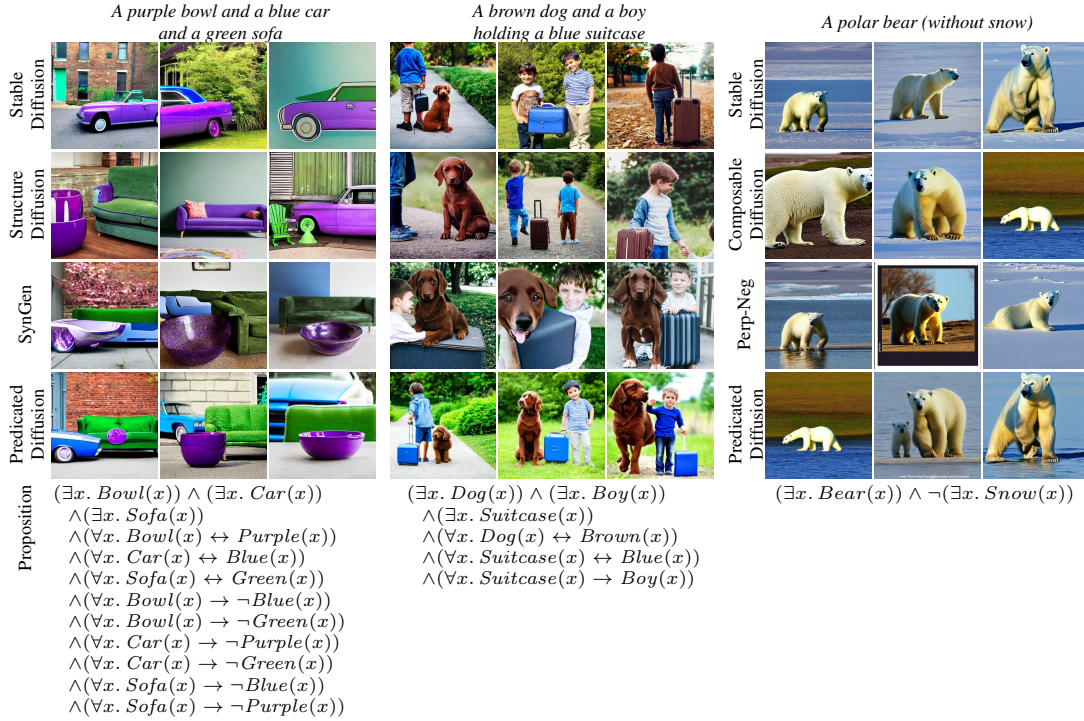 A purple bowl and a blue car
and a green sofa
A brown dog and a boy
holding a blue suitcase
A polar bear (without snow)
Stable
Diffusion
Stable
Diffusion
Structure
Diffusion
Composable
Diffusion
SynGen
Perp-Neg
Predicated
Diffusion
Predicated
Diffusion
Proposition
(∃x. Bowl(x)) ∧ (∃x. Car(x))
∧(∃x. Sofa(x))
∧(∀x. Bowl(x) ↔ Purple(x))
∧(∀x. Car(x) ↔ Blue(x))
∧(∀x. Sofa(x) ↔ Green(x))
∧(∀x. Bowl(x) → ¬Blue(x))
∧(∀x. Bowl(x) → ¬Green(x))
∧(∀x. Car(x) → ¬Purple(x))
∧(∀x. Car(x) → ¬Green(x))
∧(∀x. Sofa(x) → ¬Blue(x))
∧(∀x. Sofa(x) → ¬Purple(x))
(∃x. Dog(x)) ∧ (∃x. Boy(x))
∧(∃x. Suitcase(x))
∧(∀x. Dog(x) ↔ Brown(x))
∧(∀x. Suitcase(x) ↔ Blue(x))
∧(∀x. Suitcase(x) → Boy(x))
(∃x. Bear(x)) ∧ ¬(∃x. Snow(x))